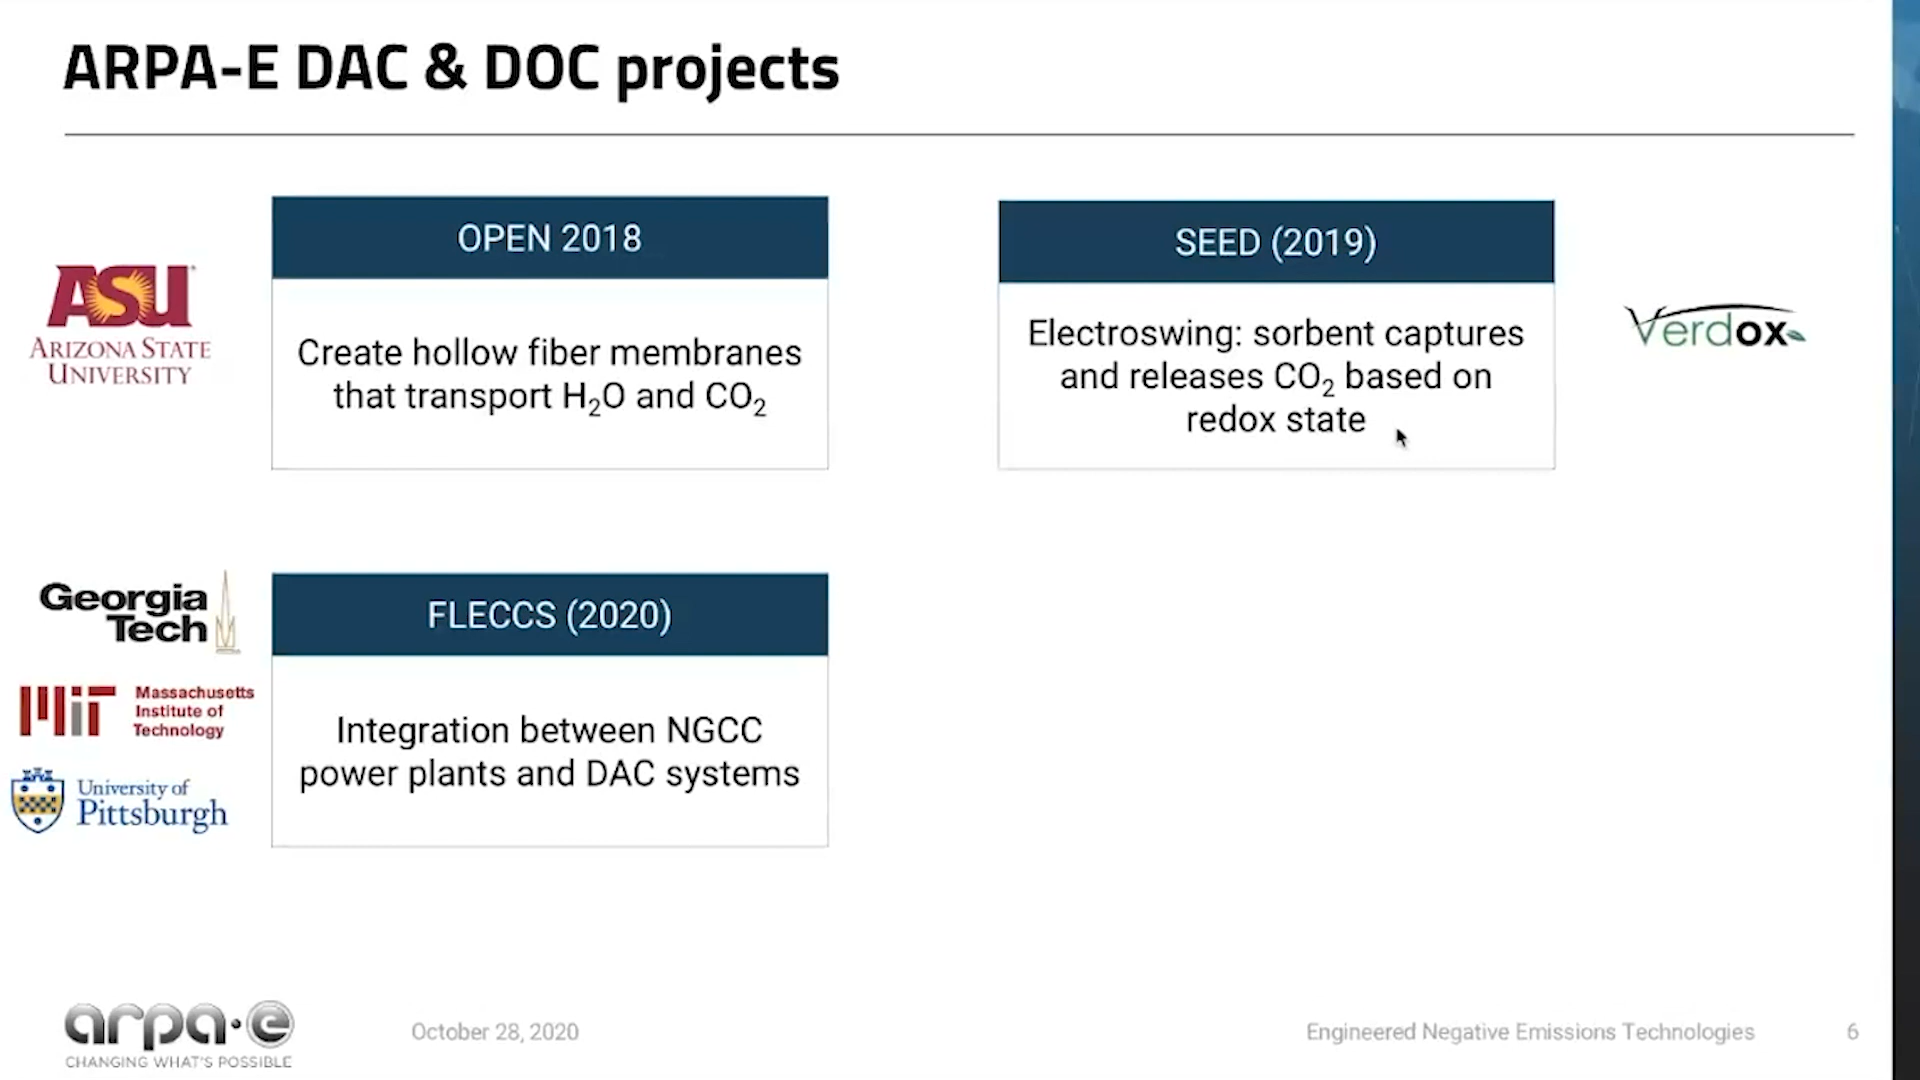 ARPA-E DAC & DOC projects
ASU
ARIZONA STATE
UNIVERSITY
OPEN 2018
Create hollow fiber membranes
that transport H₂O and CO₂
SEED (2019)
Electroswing: sorbent captures
and releases CO₂ based on
redox state
Verdox
Georgia
Tech
MIT
Massachusetts
Institute of
Technology
University of
Pittsburgh
FLECCS (2020)
Integration between NGCC
power plants and DAC systems
arpa·e
CHANGING WHAT'S POSSIBLE
October 28, 2020
Engineered Negative Emissions Technologies
6